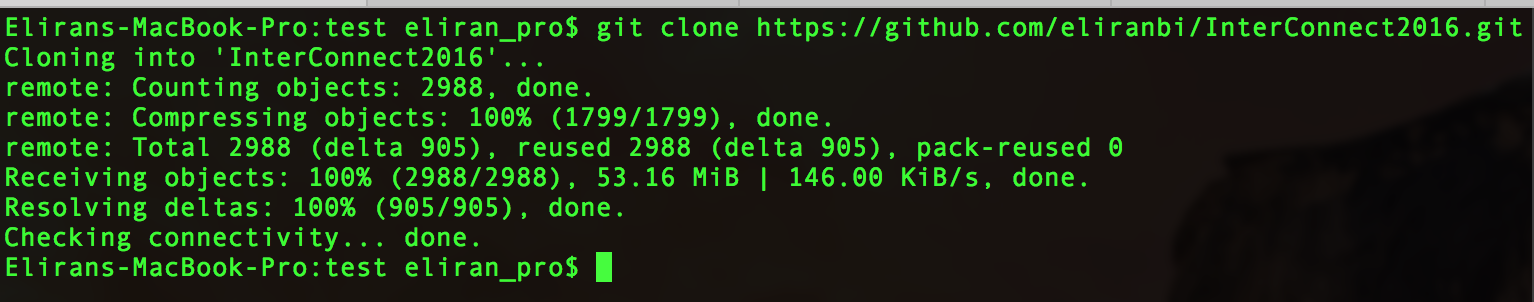 Elirans-MacBook-Pro:test eliran_pro$ git clone https://github.com/eliranbi/InterConnect2016.git
Cloning into 'InterConnect2016'...
remote: Counting objects: 2988, done.
remote: Compressing objects: 100% (1799/1799), done.
remote: Total 2988 (delta 905), reused 2988 (delta 905), pack-reused 0
Receiving objects: 100% (2988/2988), 53.16 MiB | 146.00 KiB/s, done.
Resolving deltas: 100% (905/905), done.
Checking connectivity... done.
Elirans-MacBook-Pro:test eliran_pro$